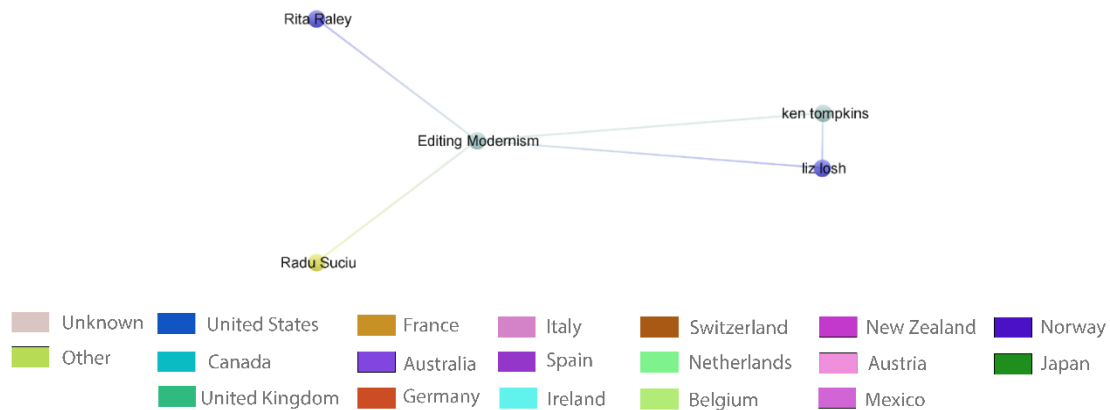 Rita Raley
ken tompkins
Editing Modernism
liz losh
Radu Suciu
Unknown United States France Italy Switzerland New Zealand Norway
Other Canada Australia Spain Netherlands Austria Japan
United Kingdom Germany Ireland Belgium Mexico